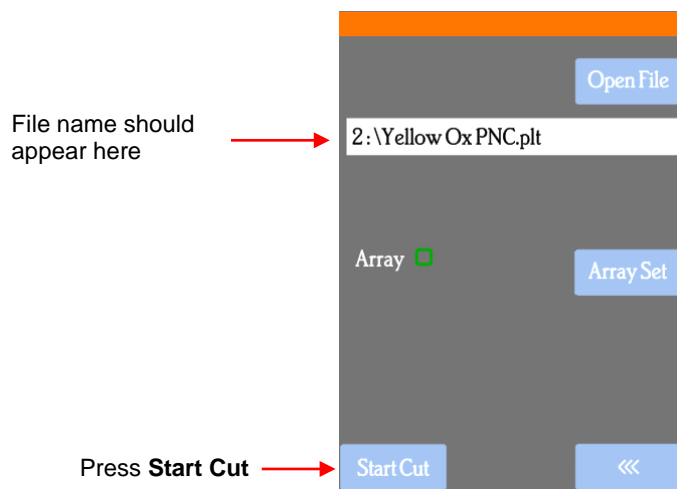 Open File
File name should
appear here
2:\Yellow Ox PNC.plt
Array
Array Set
Press Start Cut
Start Cut
<<<